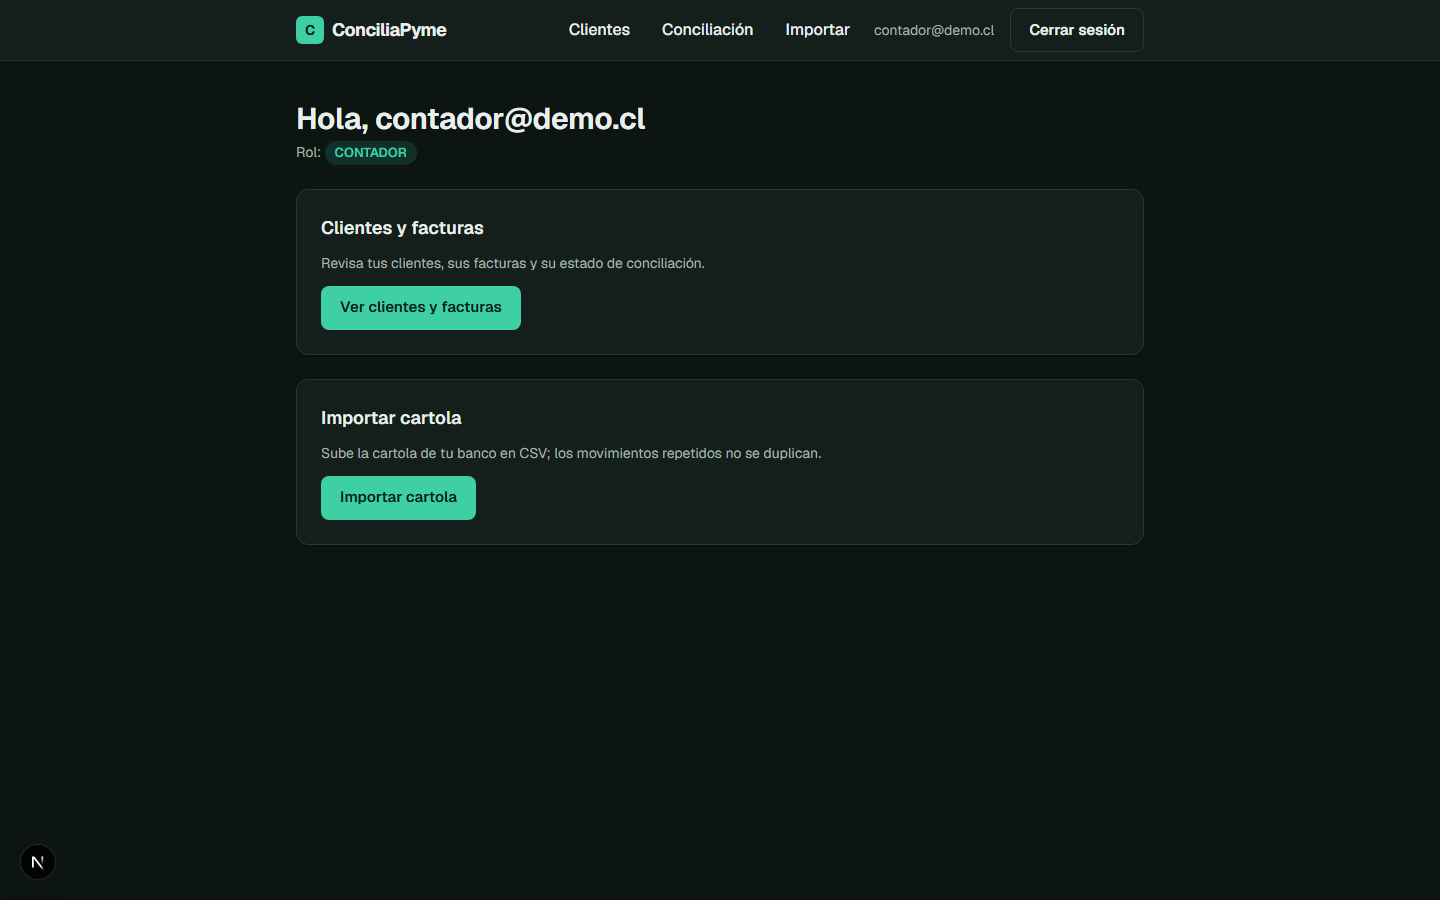 C ConciliaPyme Clientes Conciliación Importar contador@demo.cl Cerrar sesión
Hola, contador@demo.cl
Rol: CONTADOR
Clientes y facturas
Revisa tus clientes, sus facturas y su estado de conciliación.
Ver clientes y facturas
Importar cartola
Sube la cartola de tu banco en CSV; los movimientos repetidos no se duplican.
Importar cartola
N